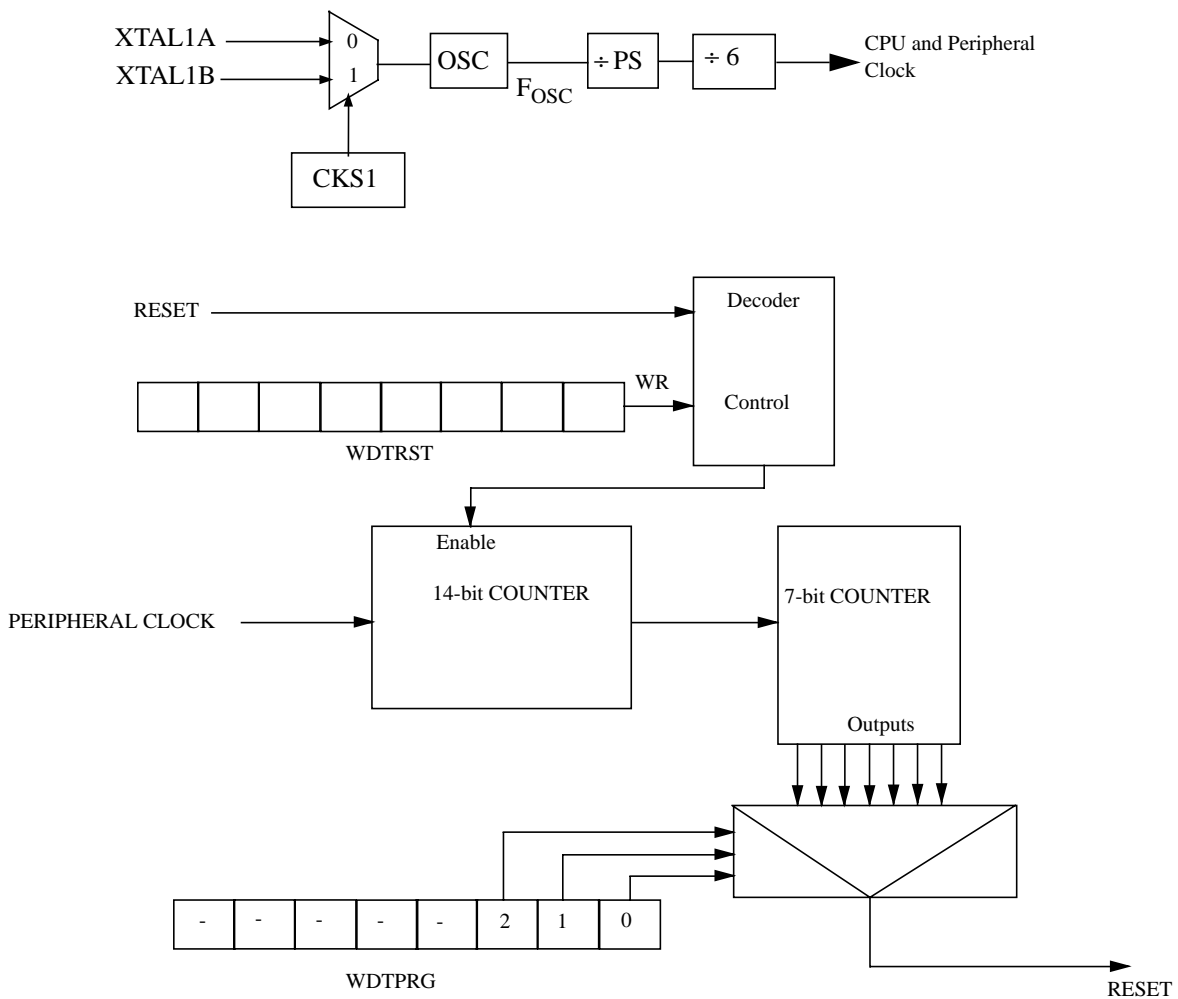 XTAL1A
XTAL1B
0
1
OSC
F_OSC
÷ PS
÷ 6
CPU and Peripheral
Clock
CKS1
RESET
Decoder
WR
Control
WDTRST
Enable
14-bit COUNTER
7-bit COUNTER
PERIPHERAL CLOCK
Outputs
- - - - - 2 1 0
WDTPRG
RESET